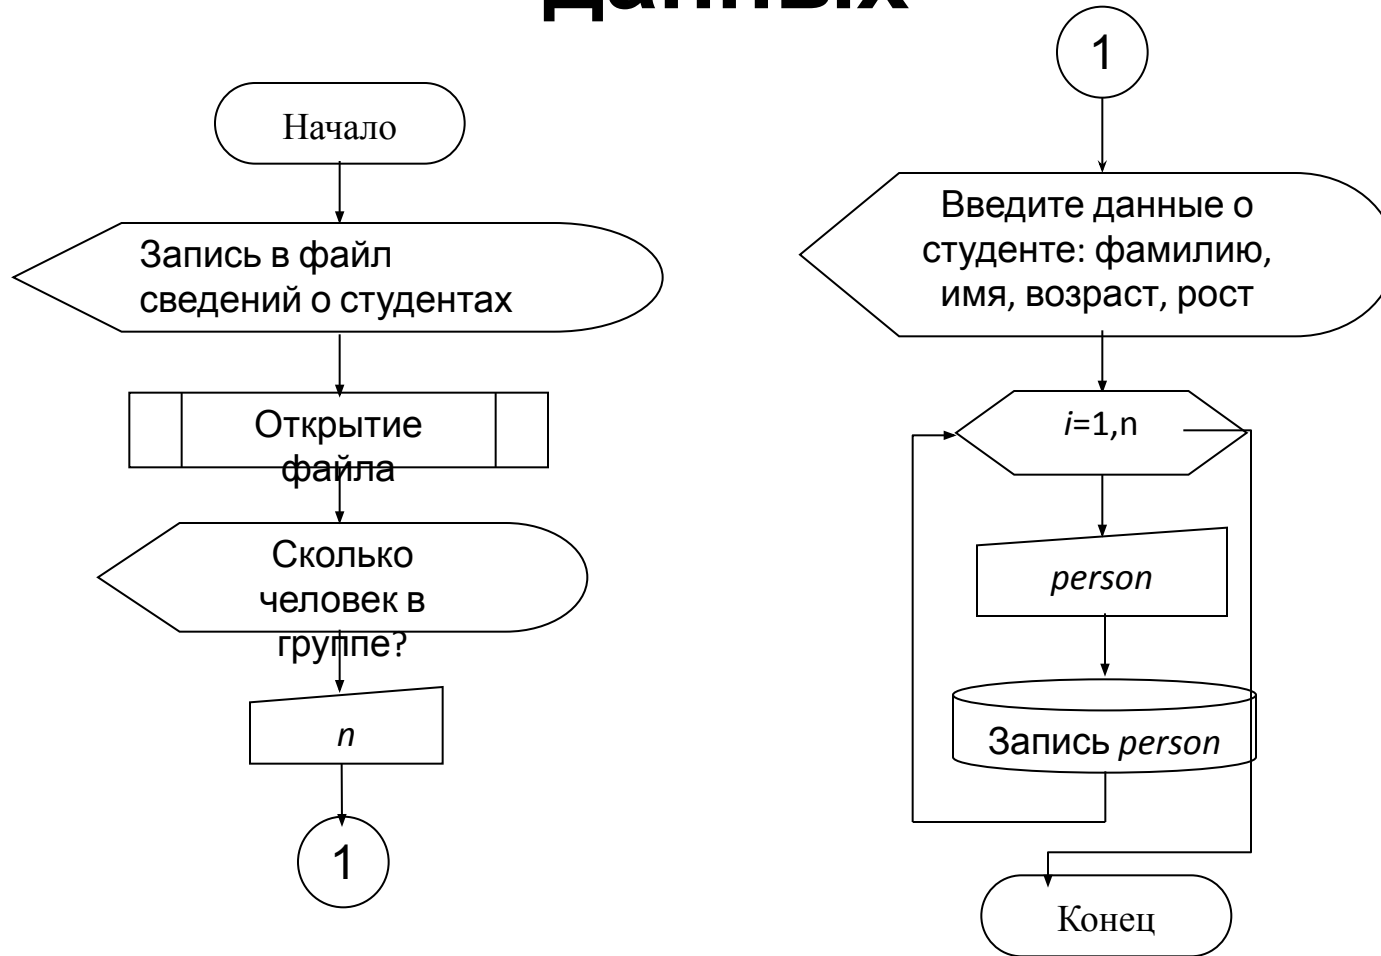 данных
Начало
Запись в файл
сведений о студентах
Открытие
файла
Сколько
человек в
группе?
n
1
1
Введите данные о
студенте: фамилию,
имя, возраст, рост
i=1,n
person
Запись person
Конец